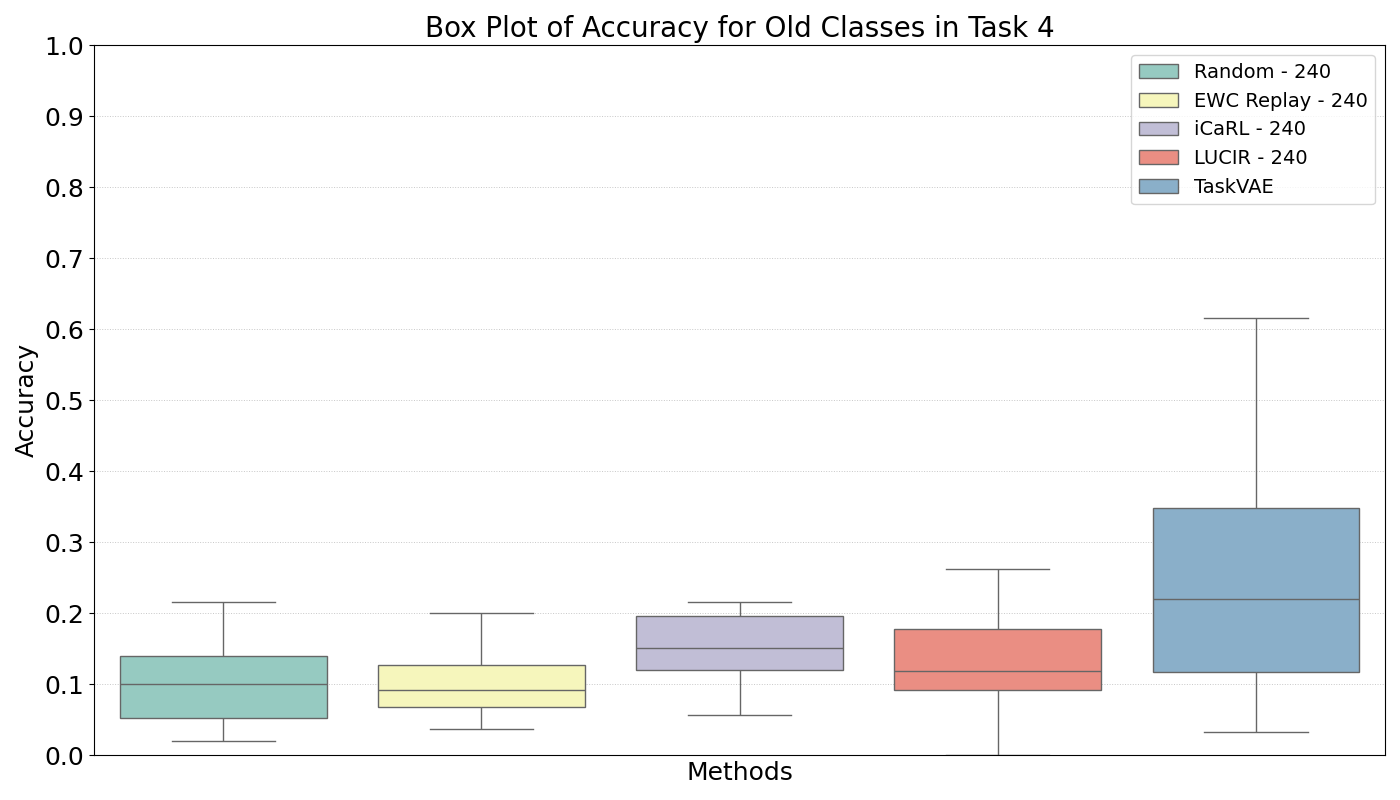 Box Plot of Accuracy for Old Classes in Task 4
1.0
0.9
0.8
0.7
0.6
0.5
0.4
0.3
0.2
0.1
0.0
Accuracy
Methods
Random - 240
EWC Replay - 240
iCaRL - 240
LUCIR - 240
TaskVAE